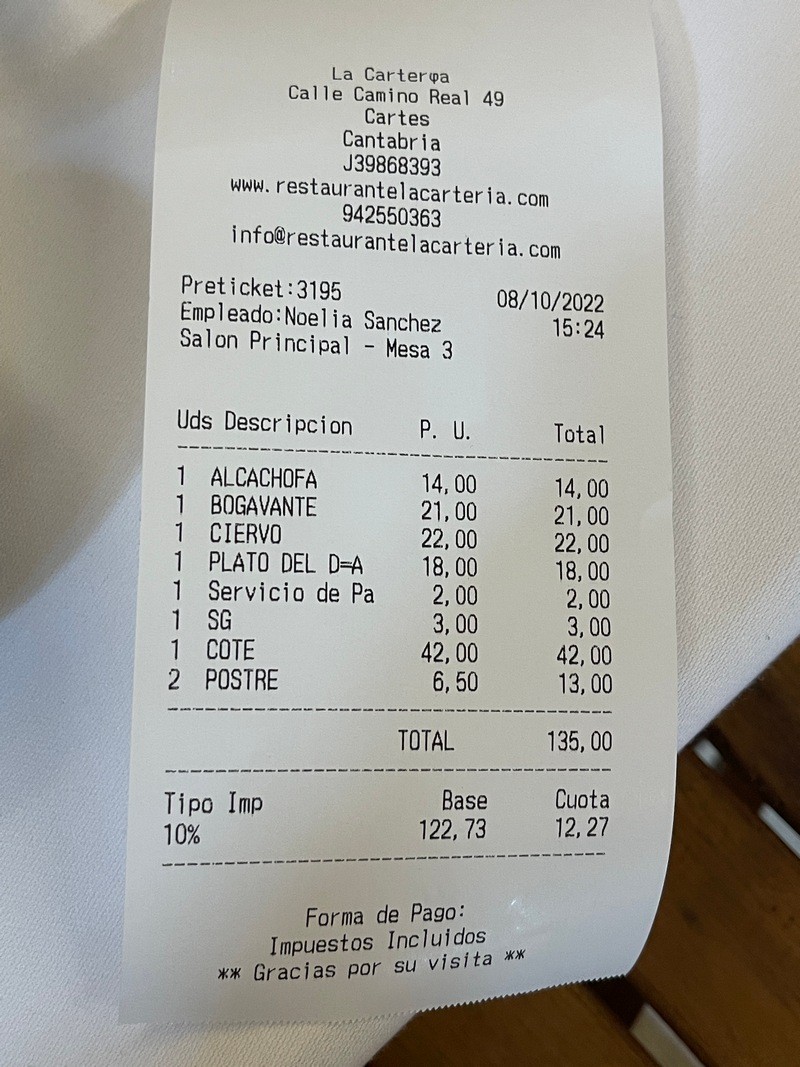 La Carterφa
Calle Camino Real 49
Cartes
Cantabria
J39868393
www.restaurantelacarteria.com
942550363
info@restaurantelacarteria.com
Preticket:3195 08/10/2022
Empleado:Noelia Sanchez 15:24
Salon Principal - Mesa 3
Uds Descripcion P. U. Total
1 ALCACHOFA 14,00 14,00
1 BOGAVANTE 21,00 21,00
1 CIERVO 22,00 22,00
1 PLATO DEL D=A 18,00 18,00
1 Servicio de Pa 2,00 2,00
1 SG 3,00 3,00
1 COTE 42,00 42,00
2 POSTRE 6,50 13,00
TOTAL 135,00
Tipo Imp Base Cuota
10% 122,73 12,27
Forma de Pago:
Impuestos Incluidos
** Gracias por su visita **